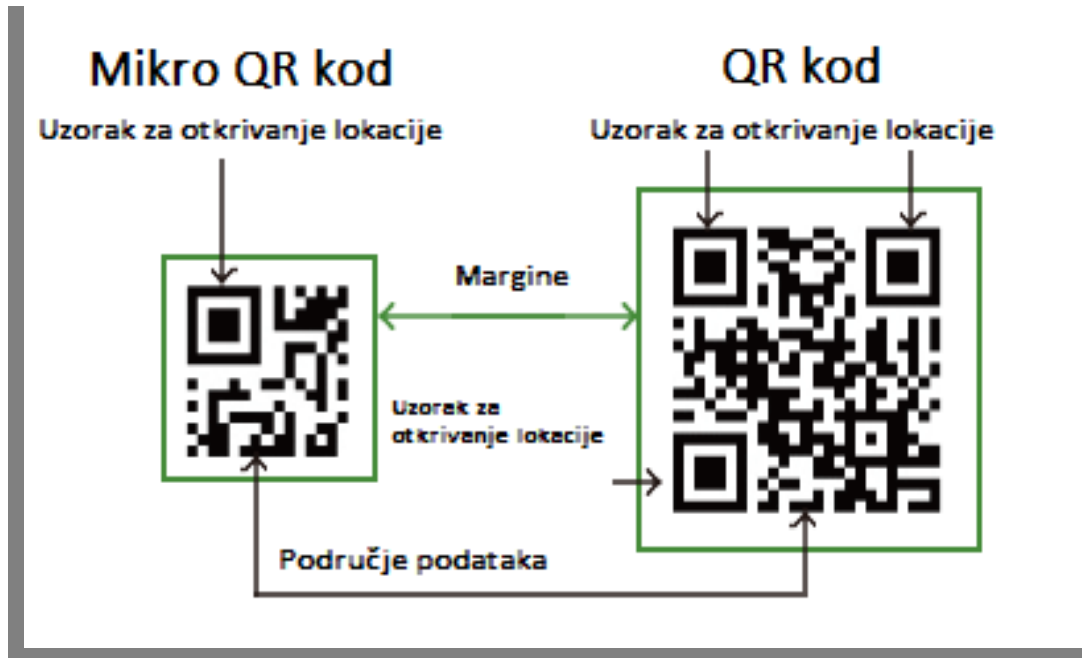 Mikro QR kod
QR kod
Uzorak za otkrivanje lokacije
Uzorak za otkrivanje lokacije
Margine
Uzorak za
otkrivanje lokacije
Područje podataka